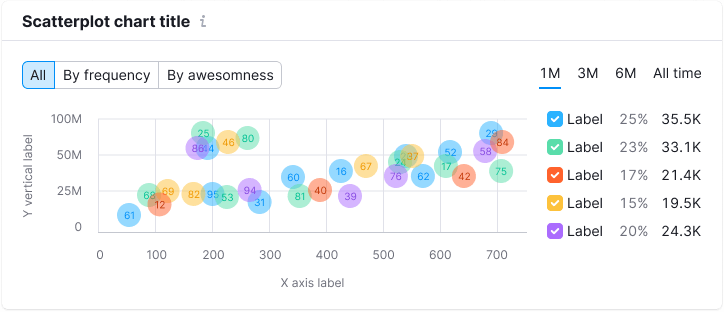 Scatterplot chart title i
All By frequency By awesomness
1M 3M 6M All time
Y vertical label
100M
50M
25M
0
25 46 80 86 29 84
52 58
37 67 16 17 75
60 76 62 42
68 69 82 95 53 94 31 81 40 39
12
61
0 100 200 300 400 500 600 700
X axis label
Label 25% 35.5K
Label 23% 33.1K
Label 17% 21.4K
Label 15% 19.5K
Label 20% 24.3K